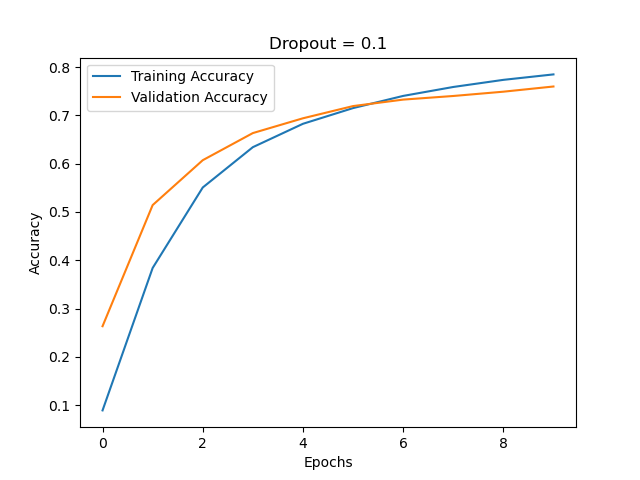 Dropout = 0.1
Training Accuracy
Validation Accuracy
Accuracy
0.8
0.7
0.6
0.5
0.4
0.3
0.2
0.1
0 2 4 6 8
Epochs